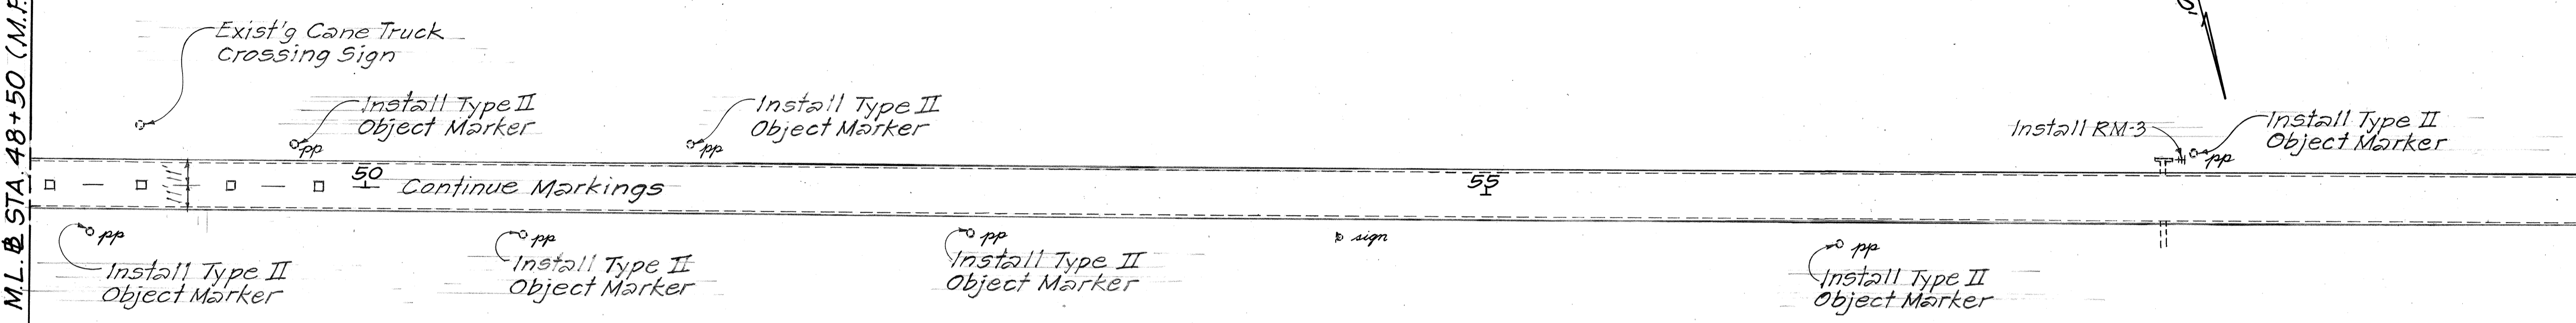 M.L. B STA. 48+50 (M.P.
Exist'g Cane Truck
Crossing Sign
Install Type II
Object Marker
pp
Install Type II
Object Marker
pp
Install RM-3
Install Type II
Object Marker
pp
50
Continue Markings
55
pp
Install Type II
Object Marker
pp
Install Type II
Object Marker
pp
Install Type II
Object Marker
sign
pp
Install Type II
Object Marker